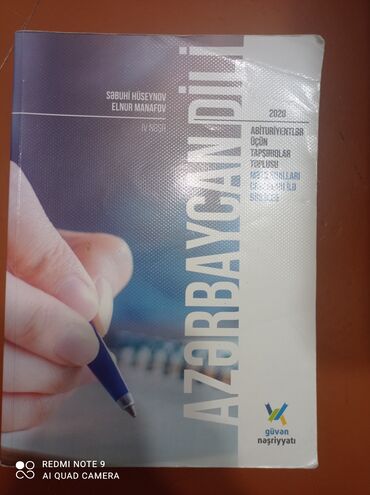 SƏBUHİ HÜSEYNOV
ELNUR MANAFOV
IV NƏŞR
AZƏRBAYCAN DİLİ
2020
ABİTURİYENTLƏR
ÜÇÜN
TAPŞIRIQLAR
TOPLUSU
güvən
nəşriyyatı
REDMI NOTE 9
AI QUAD CAMERA